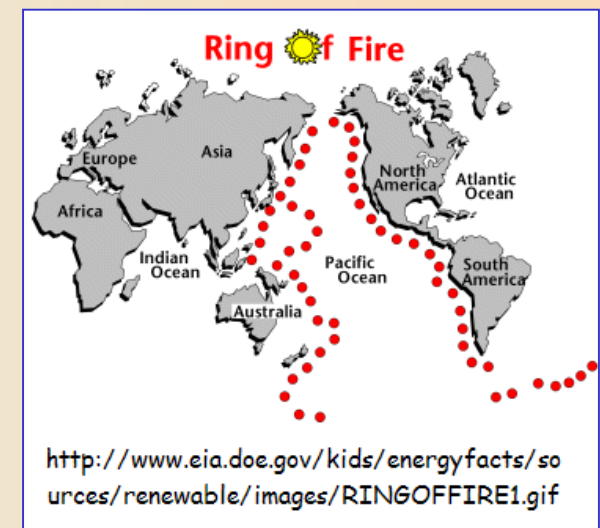 Ring Of Fire
Europe
Asia
North
America
Atlantic
Ocean
Africa
Indian
Ocean
Pacific
Ocean
South
America
Australia
http://www.eia.doe.gov/kids/energyfacts/so
urces/renewable/images/RINGOFFIRE1.gif